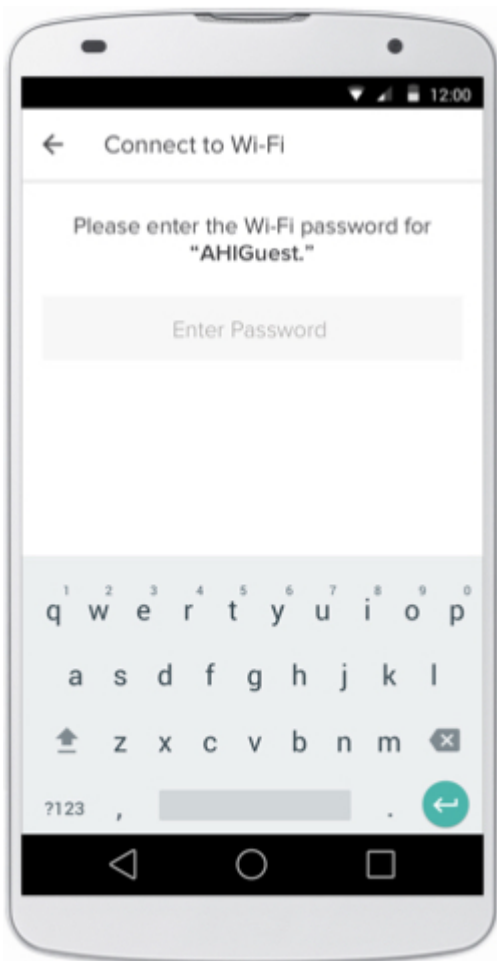 12:00
Connect to Wi-Fi
Please enter the Wi-Fi password for
“AHIGuest.”
Enter Password
1 2 3 4 5 6 7 8 9 0
q w e r t y u i o p
a s d f g h j k l
z x c v b n m
?123 , .